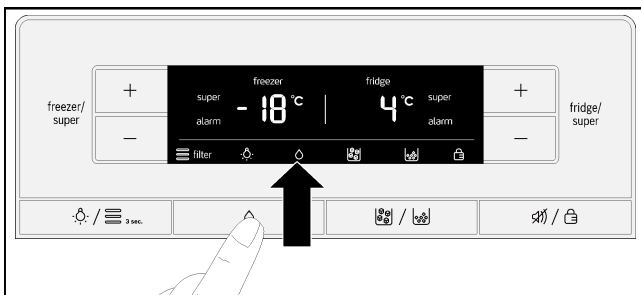 freezer/
super
+
−
freezer
super
-18°C
alarm
fridge
4°C
super
alarm
filter
+
−
fridge/
super
/
3 sec.
/
/